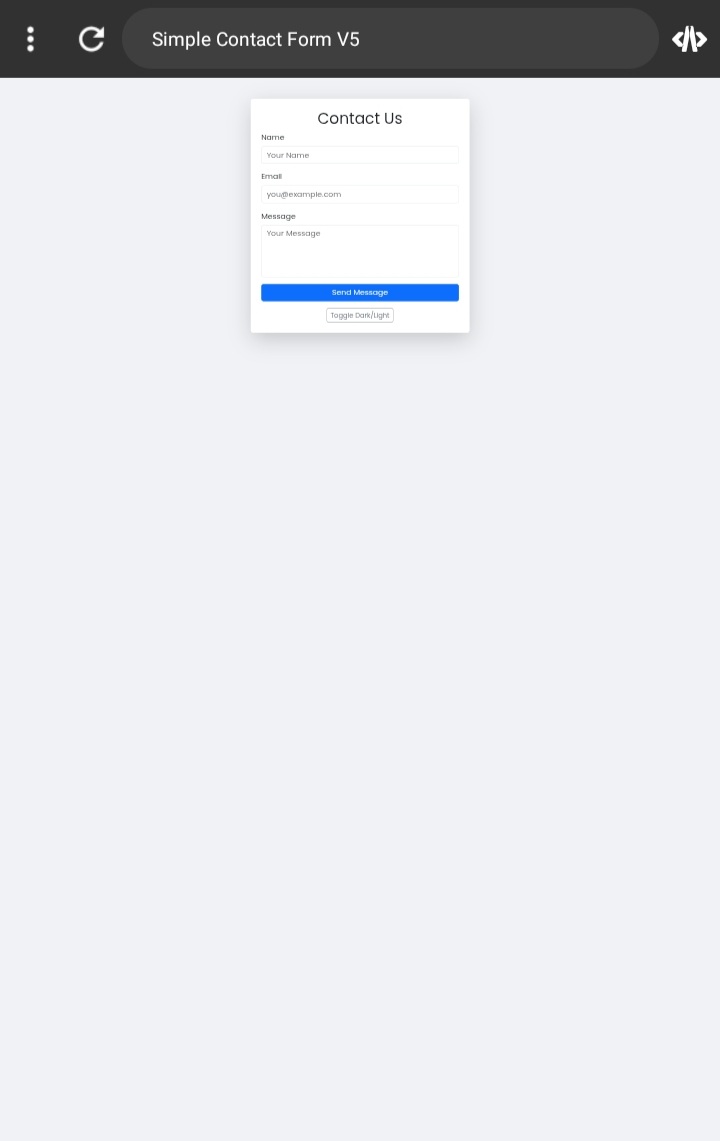 Simple Contact Form V5
Contact Us
Name
Your Name
Email
you@example.com
Message
Your Message
Send Message
Toggle Dark/Light